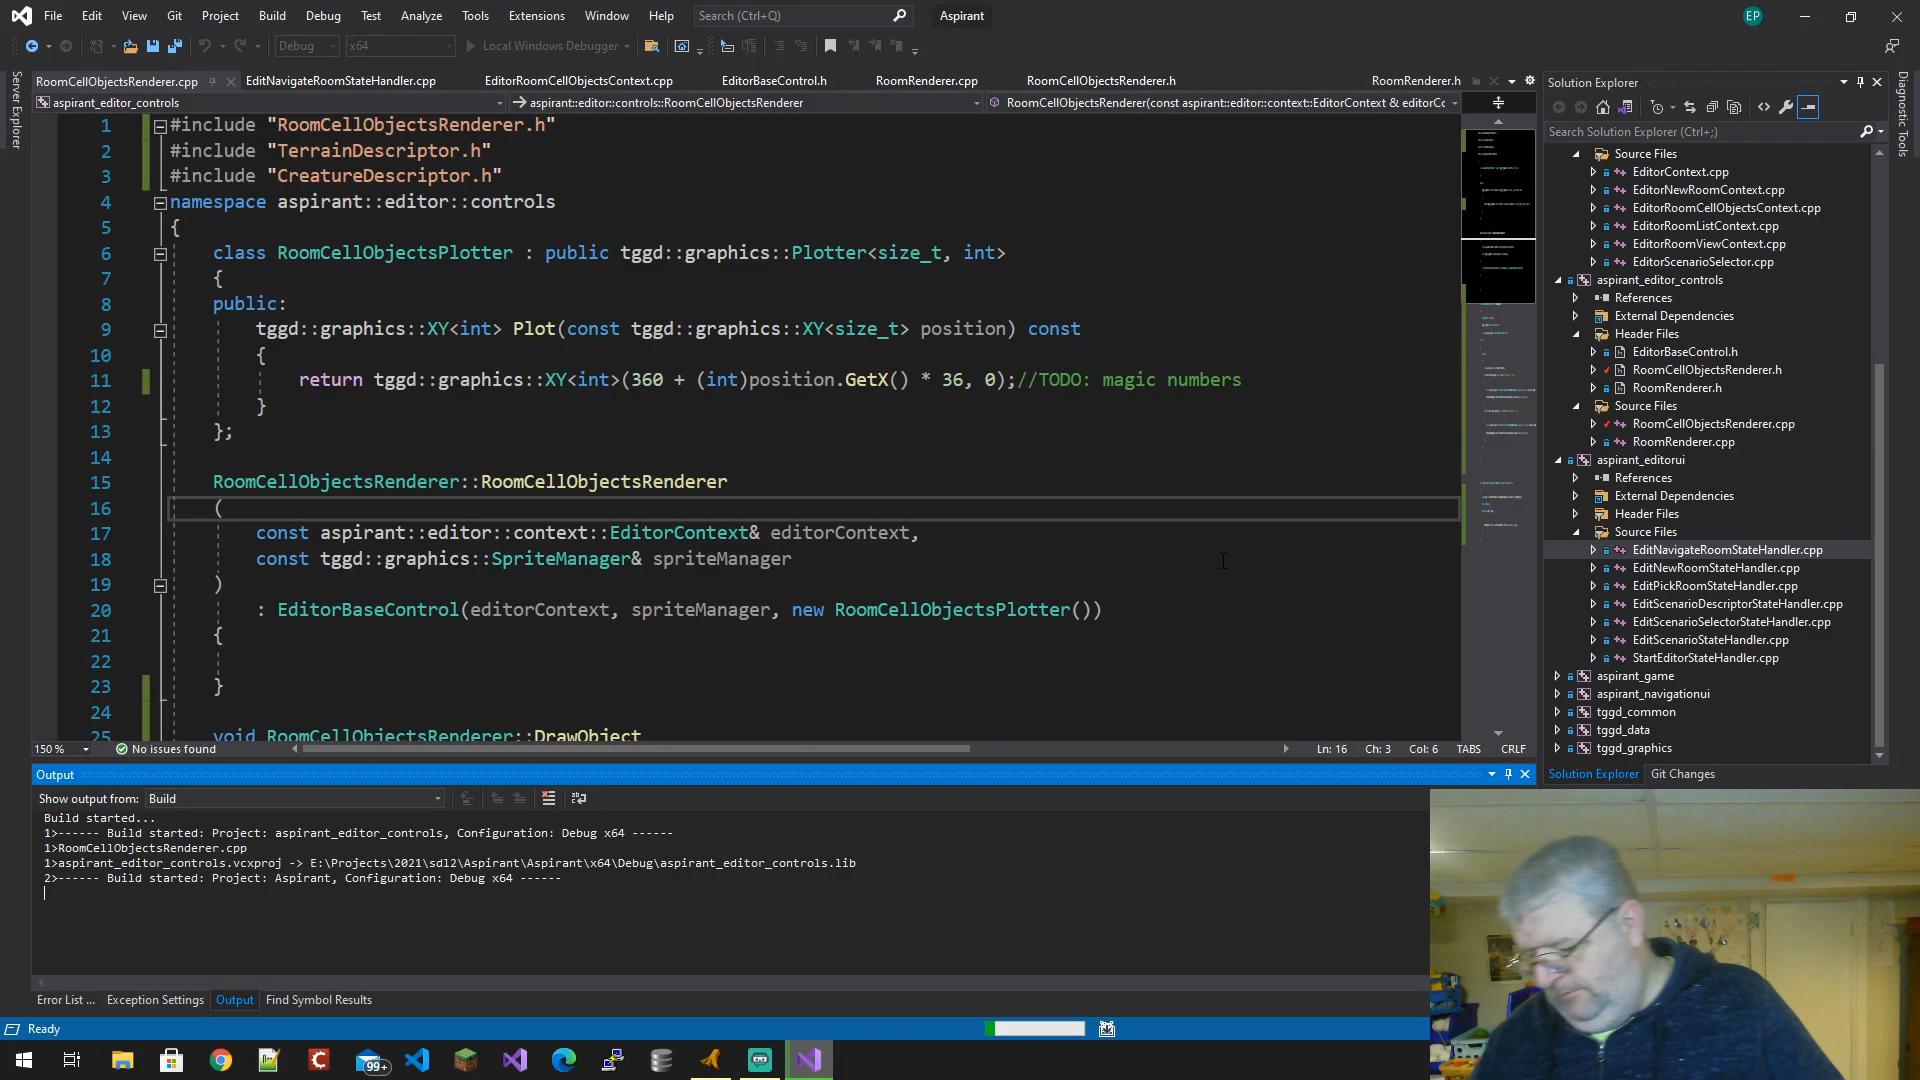 File Edit View Git Project Build Debug Test Analyze Tools Extensions Window Help Search (Ctrl+Q) Aspirant EP
Debug x64 Local Windows Debugger
Server Explorer
RoomCellObjectsRenderer.cpp EditNavigateRoomStateHandler.cpp EditorRoomCellObjectsContext.cpp EditorBaseControl.h RoomRenderer.cpp RoomCellObjectsRenderer.h RoomRenderer.h
aspirant_editor_controls aspirant::editor::controls::RoomCellObjectsRenderer RoomCellObjectsRenderer(const aspirant::editor::context::EditorContext & editorCc
1 #include "RoomCellObjectsRenderer.h"
2 #include "TerrainDescriptor.h"
3 #include "CreatureDescriptor.h"
4 namespace aspirant::editor::controls
5 {
6 class RoomCellObjectsPlotter : public tggd::graphics::Plotter<size_t, int>
7 {
8 public:
9 tggd::graphics::XY<int> Plot(const tggd::graphics::XY<size_t> position) const
10 {
11 return tggd::graphics::XY<int>(360 + (int)position.GetX() * 36, 0);//TODO: magic numbers
12 }
13 };
14
15 RoomCellObjectsRenderer::RoomCellObjectsRenderer
16 (
17 const aspirant::editor::context::EditorContext& editorContext,
18 const tggd::graphics::SpriteManager& spriteManager
19 )
20 : EditorBaseControl(editorContext, spriteManager, new RoomCellObjectsPlotter())
21 {
22
23 }
24
25 void RoomCellObjectsRenderer::DrawObject
150 % No issues found Ln: 16 Ch: 3 Col: 6 TABS CRLF
Output
Show output from: Build
Build started...
1>------ Build started: Project: aspirant_editor_controls, Configuration: Debug x64 ------
1>RoomCellObjectsRenderer.cpp
1>aspirant_editor_controls.vcxproj -> E:\Projects\2021\sdl2\Aspirant\Aspirant\x64\Debug\aspirant_editor_controls.lib
2>------ Build started: Project: Aspirant, Configuration: Debug x64 ------
Error List ... Exception Settings Output Find Symbol Results
Ready
99+
Solution Explorer
Search Solution Explorer (Ctrl+;)
Source Files
EditorContext.cpp
EditorNewRoomContext.cpp
EditorRoomCellObjectsContext.cpp
EditorRoomListContext.cpp
EditorRoomViewContext.cpp
EditorScenarioSelector.cpp
aspirant_editor_controls
References
External Dependencies
Header Files
EditorBaseControl.h
RoomCellObjectsRenderer.h
RoomRenderer.h
Source Files
RoomCellObjectsRenderer.cpp
RoomRenderer.cpp
aspirant_editorui
References
External Dependencies
Header Files
Source Files
EditNavigateRoomStateHandler.cpp
EditNewRoomStateHandler.cpp
EditPickRoomStateHandler.cpp
EditScenarioDescriptorStateHandler.cpp
EditScenarioSelectorStateHandler.cpp
EditScenarioStateHandler.cpp
StartEditorStateHandler.cpp
aspirant_game
aspirant_navigationui
tggd_common
tggd_data
tggd_graphics
Solution Explorer Git Changes
Diagnostic Tools